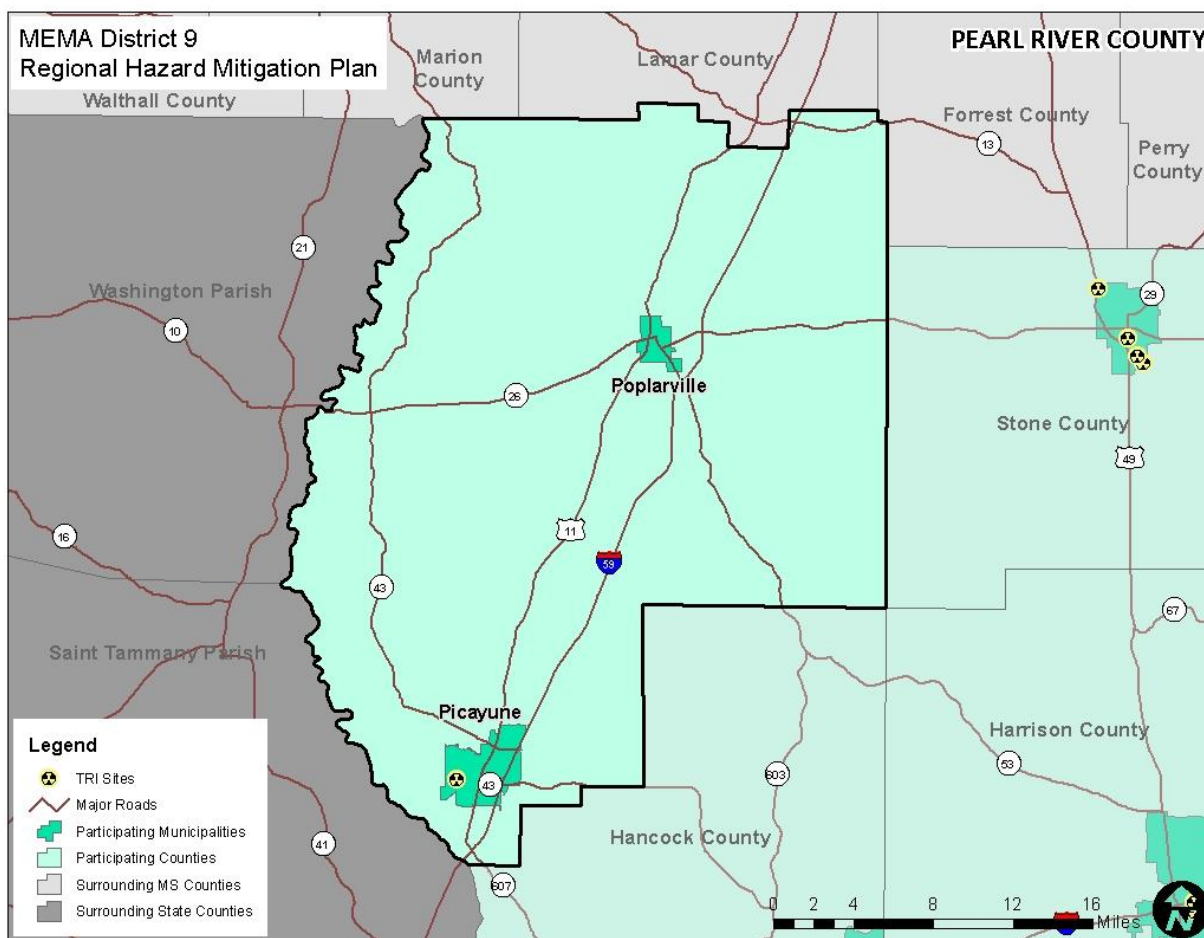 MEMA District 9
Regional Hazard Mitigation Plan
PEARL RIVER COUNTY
Marion
County
Lamar County
Walthall County
Forrest County
13
Perry
County
21
Washington Parish
10
29
Poplarville
26
Stone County
49
11
16
59
43
67
Saint Tammany Parish
Picayune
Harrison County
53
603
43
Hancock County
41
607
Legend
TRI Sites
Major Roads
Participating Municipalities
Participating Counties
Surrounding MS Counties
Surrounding State Counties
0 2 4 8 12 16
Miles
N